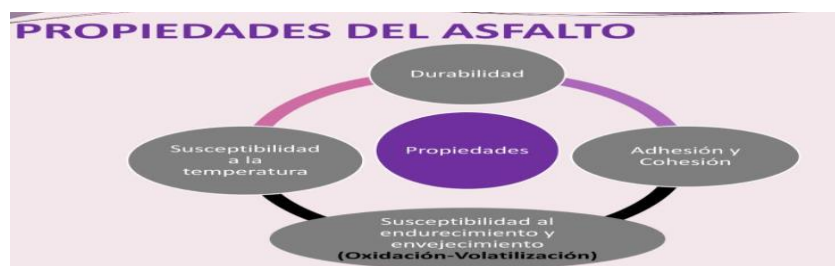 PROPIEDADES DEL ASFALTO
Durabilidad
Susceptibilidad
a la
temperatura
Propiedades
Adhesión y
Cohesión
Susceptibilidad al
endurecimiento y
envejecimiento
(Oxidación-Volatilización)